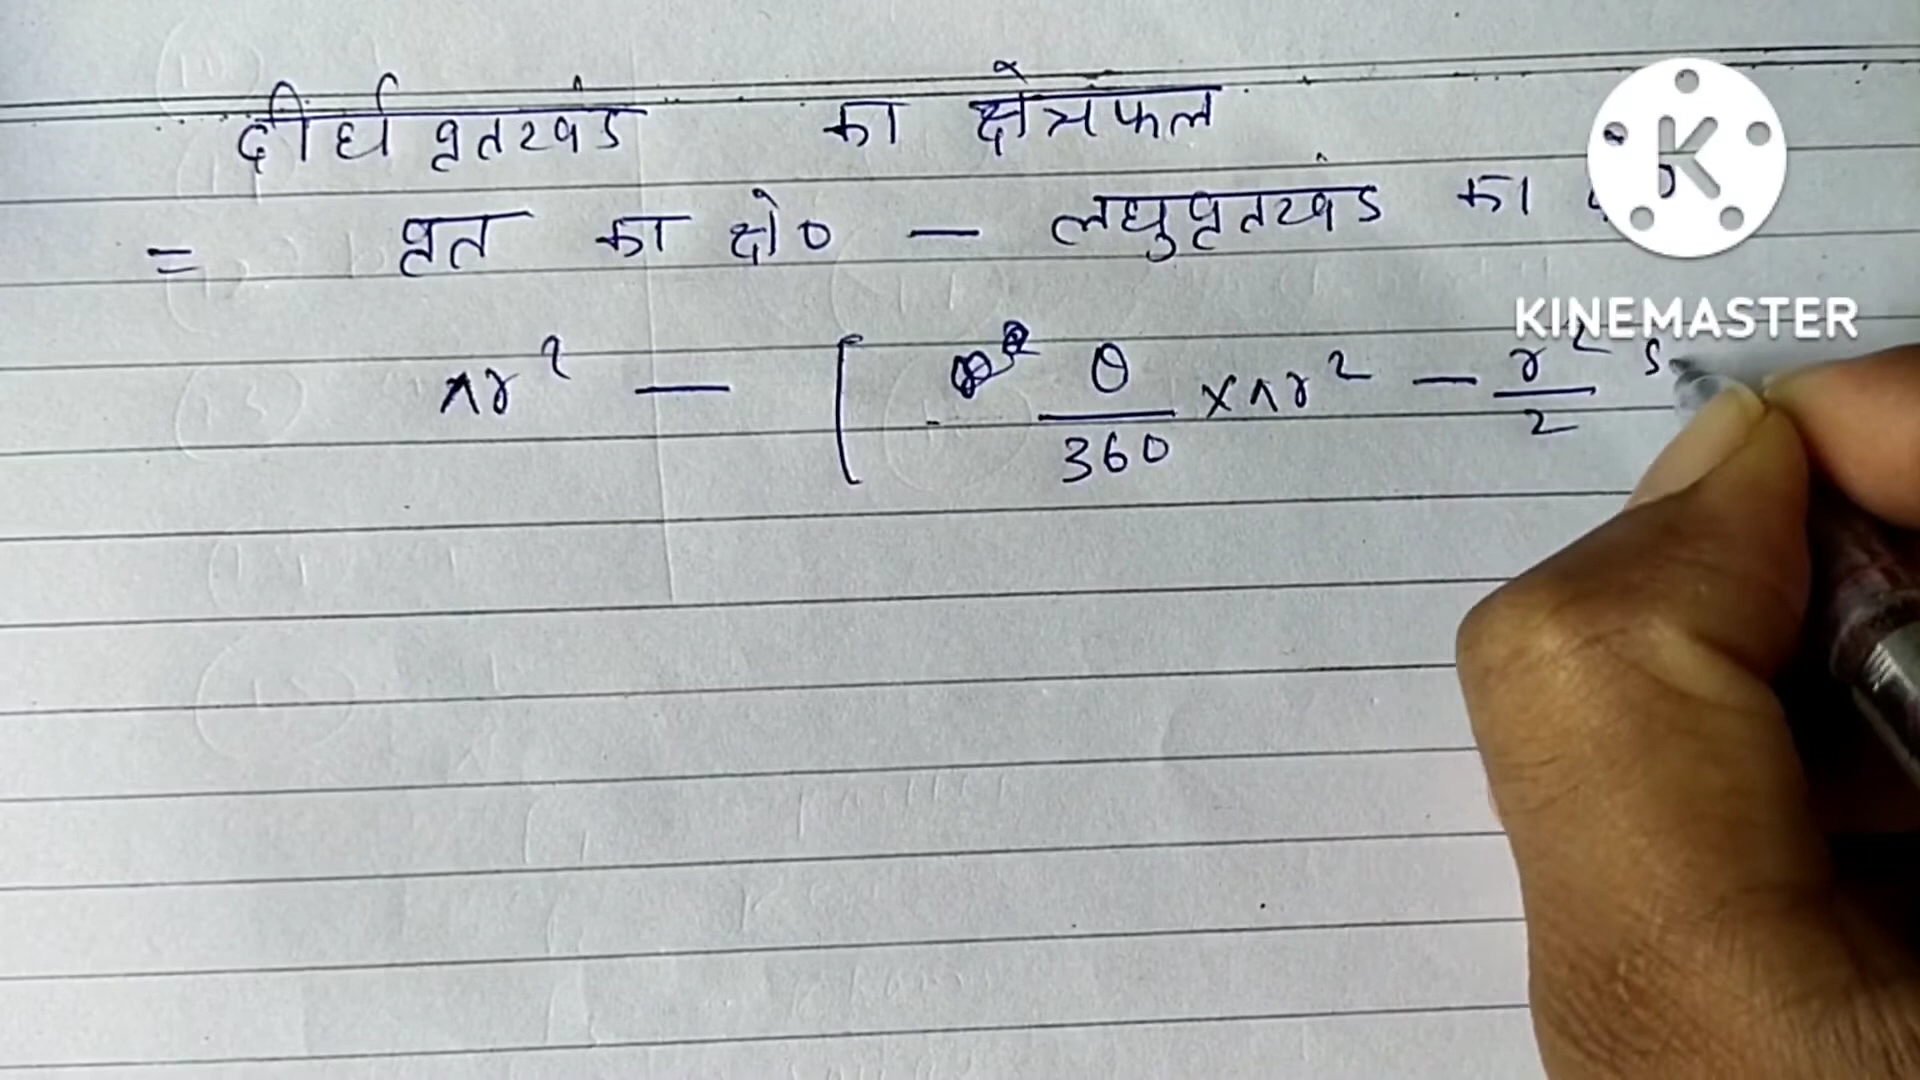 दीर्घ वृतखंड का क्षेत्रफल
= वृत का क्षे० − लघुवृतखंड का
πr² − [ θ/360 × πr² − r²/2 s
KINEMASTER